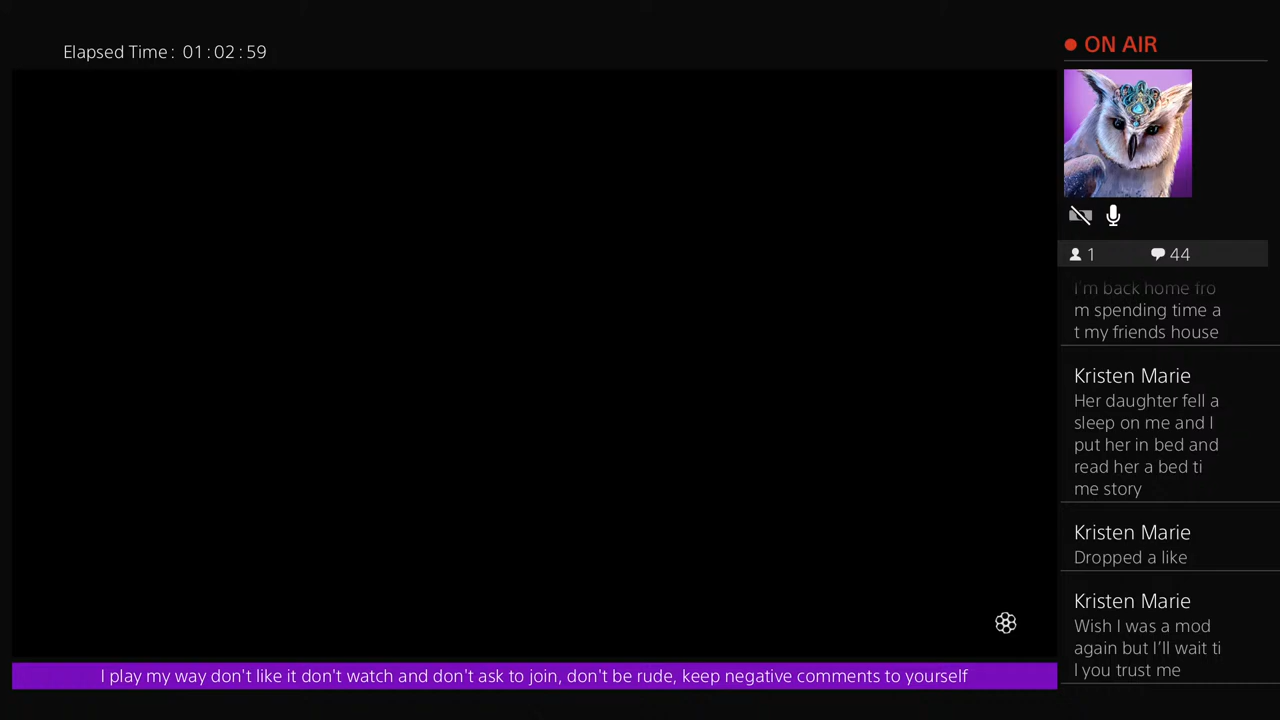 Elapsed Time: 01:02:59
ON AIR
1 44
I'm back home fro
m spending time a
t my friends house
Kristen Marie
Her daughter fell a
sleep on me and I
put her in bed and
read her a bed ti
me story
Kristen Marie
Dropped a like
Kristen Marie
Wish I was a mod
again but I'll wait ti
l you trust me
I play my way don't like it don't watch and don't ask to join, don't be rude, keep negative comments to yourself